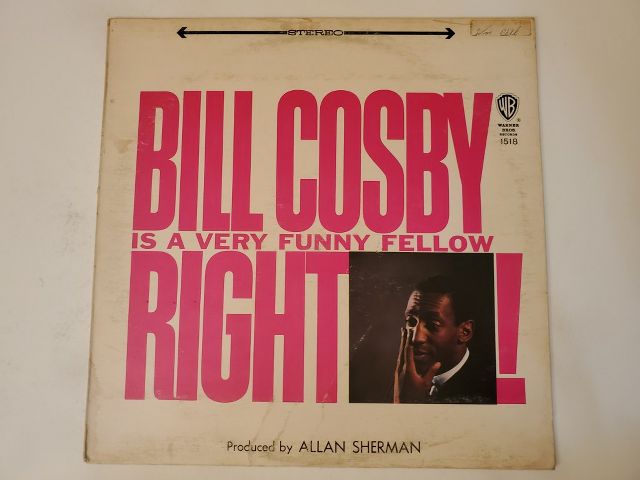 STEREO
BILL COSBY
IS A VERY FUNNY FELLOW
RIGHT!
WB
WARNER
BROS
RECORDS
1518
Produced by ALLAN SHERMAN